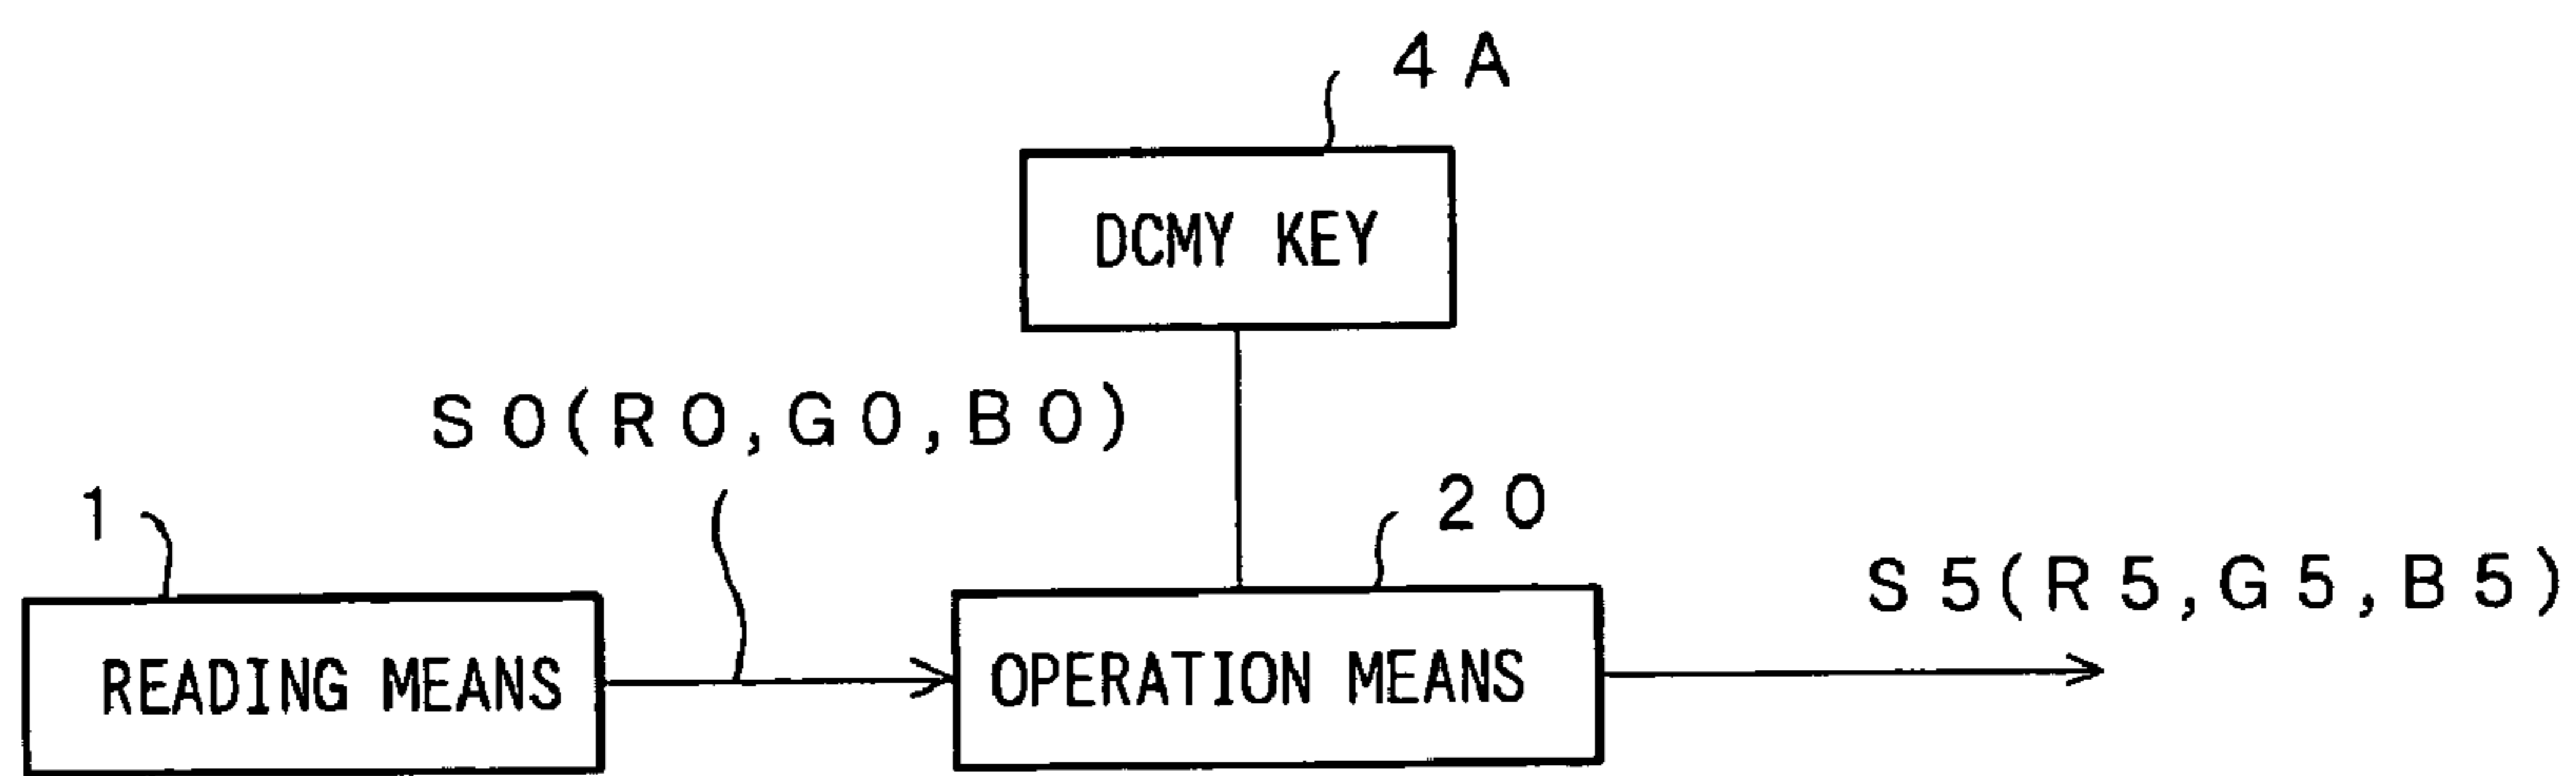 4A
DCMY KEY
S0(R0,G0,B0)
1
20
S5(R5,G5,B5)
READING MEANS
OPERATION MEANS